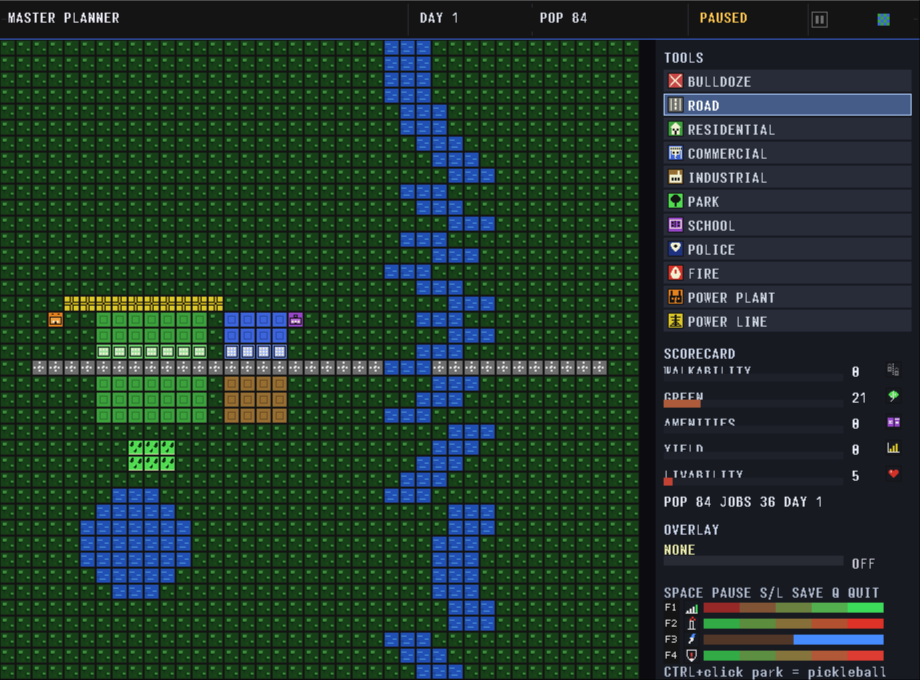 MASTER PLANNER
DAY 1
POP 84
PAUSED
TOOLS
BULLDOZE
ROAD
RESIDENTIAL
COMMERCIAL
INDUSTRIAL
PARK
SCHOOL
POLICE
FIRE
POWER PLANT
POWER LINE
SCORECARD
WALKABILITY 0
GREEN 21
AMENITIES 0
YIELD 0
LIVABILITY 5
POP 84 JOBS 36 DAY 1
OVERLAY
NONE
OFF
SPACE PAUSE S/L SAVE Q QUIT
F1
F2
F3
F4
CTRL+click park = pickleball